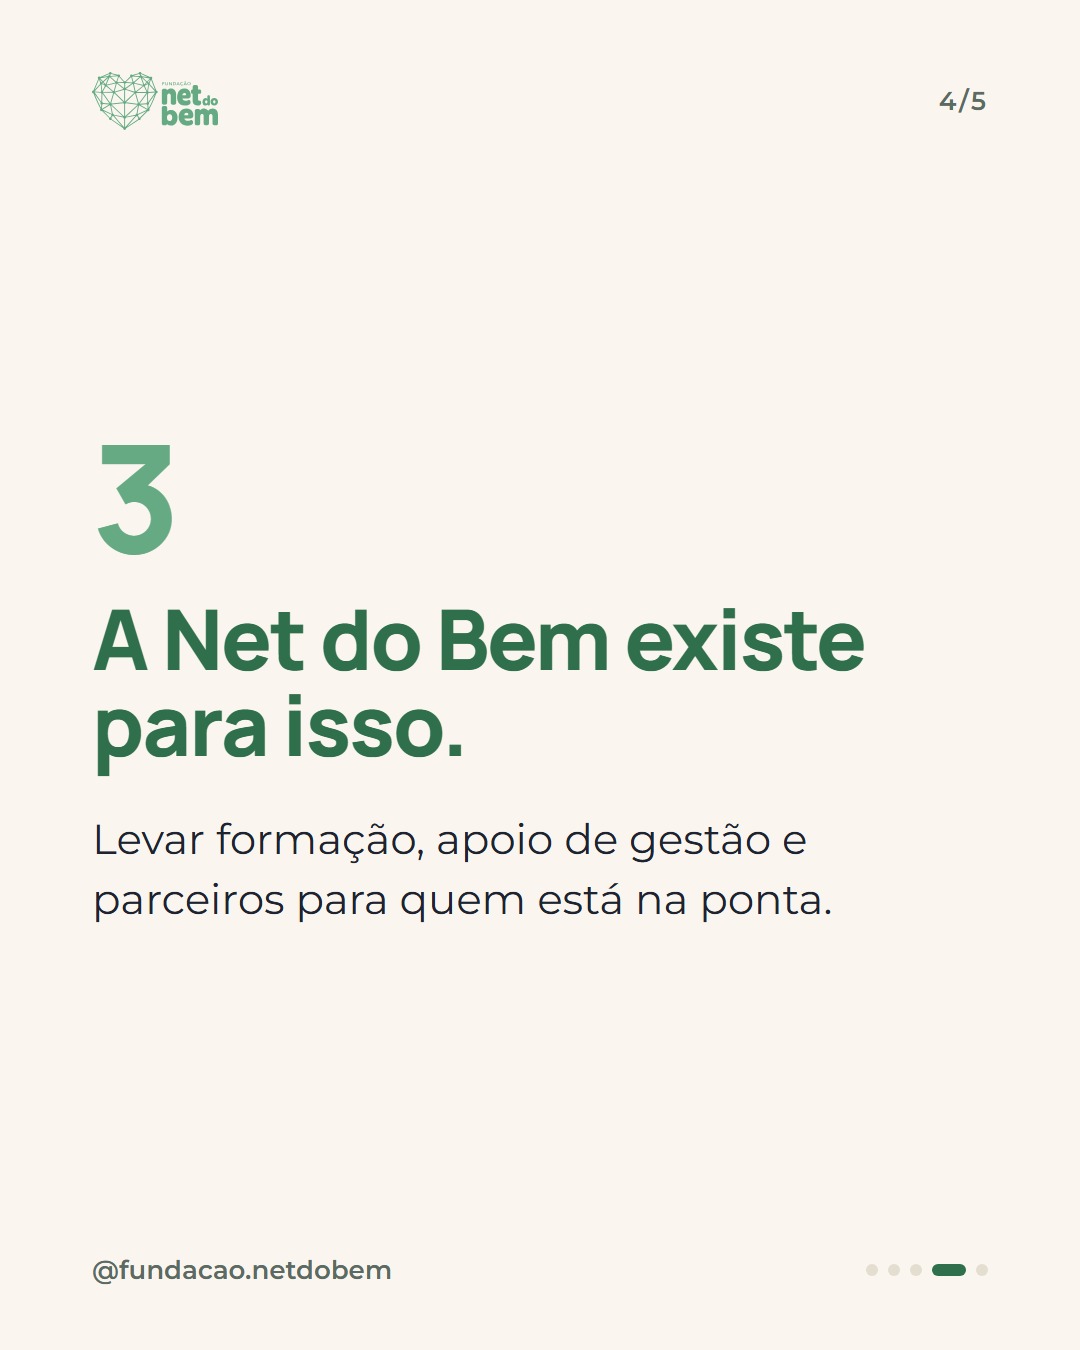 FUNDAÇÃO
net do
bem
4/5
3
A Net do Bem existe
para isso.
Levar formação, apoio de gestão e
parceiros para quem está na ponta.
@fundacao.netdobem